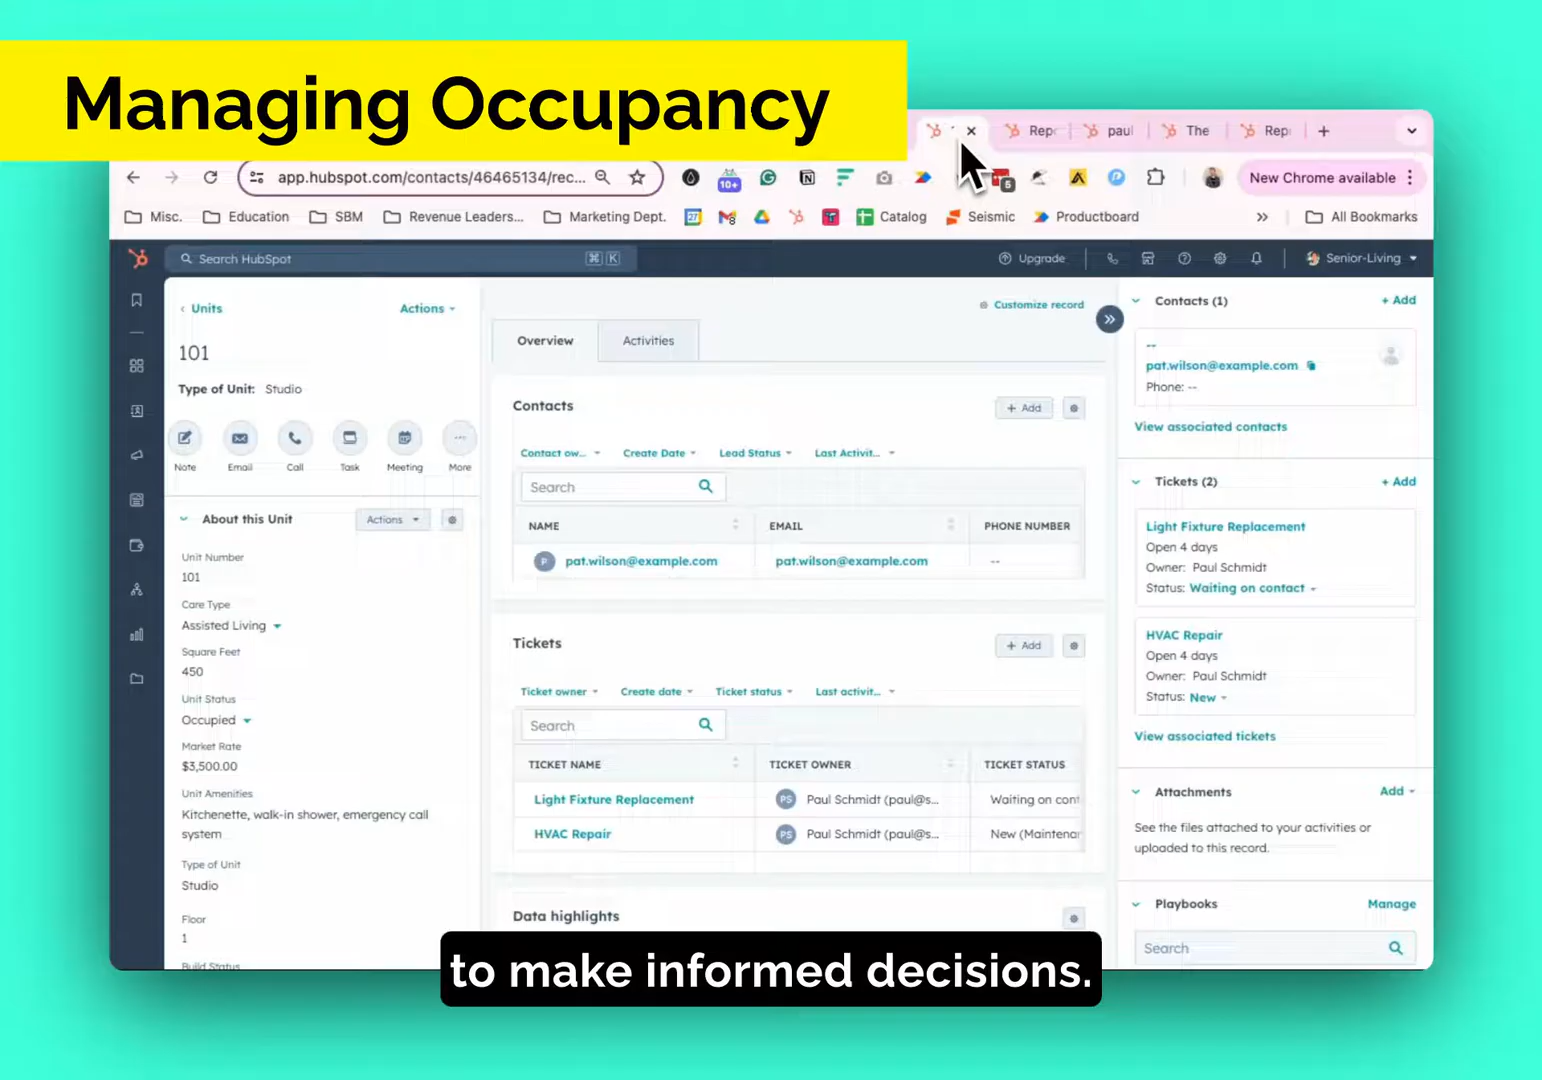 Managing Occupancy
Repo
paul
The
Repo
app.hubspot.com/contacts/46465134/rec...
10+
6
New Chrome available
Misc.
Education
SBM
Revenue Leaders...
Marketing Dept.
Catalog
Seismic
Productboard
All Bookmarks
Search HubSpot
⌘ K
Upgrade
Senior-Living
Units
Actions
101
Type of Unit: Studio
Note
Email
Call
Task
Meeting
More
About this Unit
Actions
Unit Number
101
Care Type
Assisted Living
Square Feet
450
Unit Status
Occupied
Market Rate
$3,500.00
Unit Amenities
Kitchenette, walk-in shower, emergency call
system
Type of Unit
Studio
Floor
1
Build Status
Customize record
Overview
Activities
Contacts
+ Add
Contact ow...
Create Date
Lead Status
Last Activit...
Search
NAME
EMAIL
PHONE NUMBER
P
pat.wilson@example.com
pat.wilson@example.com
--
Tickets
+ Add
Ticket owner
Create date
Ticket status
Last activit...
Search
TICKET NAME
TICKET OWNER
TICKET STATUS
Light Fixture Replacement
PS
Paul Schmidt (paul@s...
Waiting on cont
HVAC Repair
PS
Paul Schmidt (paul@s...
New (Maintenan
Data highlights
Contacts (1)
+ Add
--
pat.wilson@example.com
Phone: --
View associated contacts
Tickets (2)
+ Add
Light Fixture Replacement
Open 4 days
Owner: Paul Schmidt
Status: Waiting on contact
HVAC Repair
Open 4 days
Owner: Paul Schmidt
Status: New
View associated tickets
Attachments
Add
See the files attached to your activities or
uploaded to this record.
Playbooks
Manage
Search
to make informed decisions.